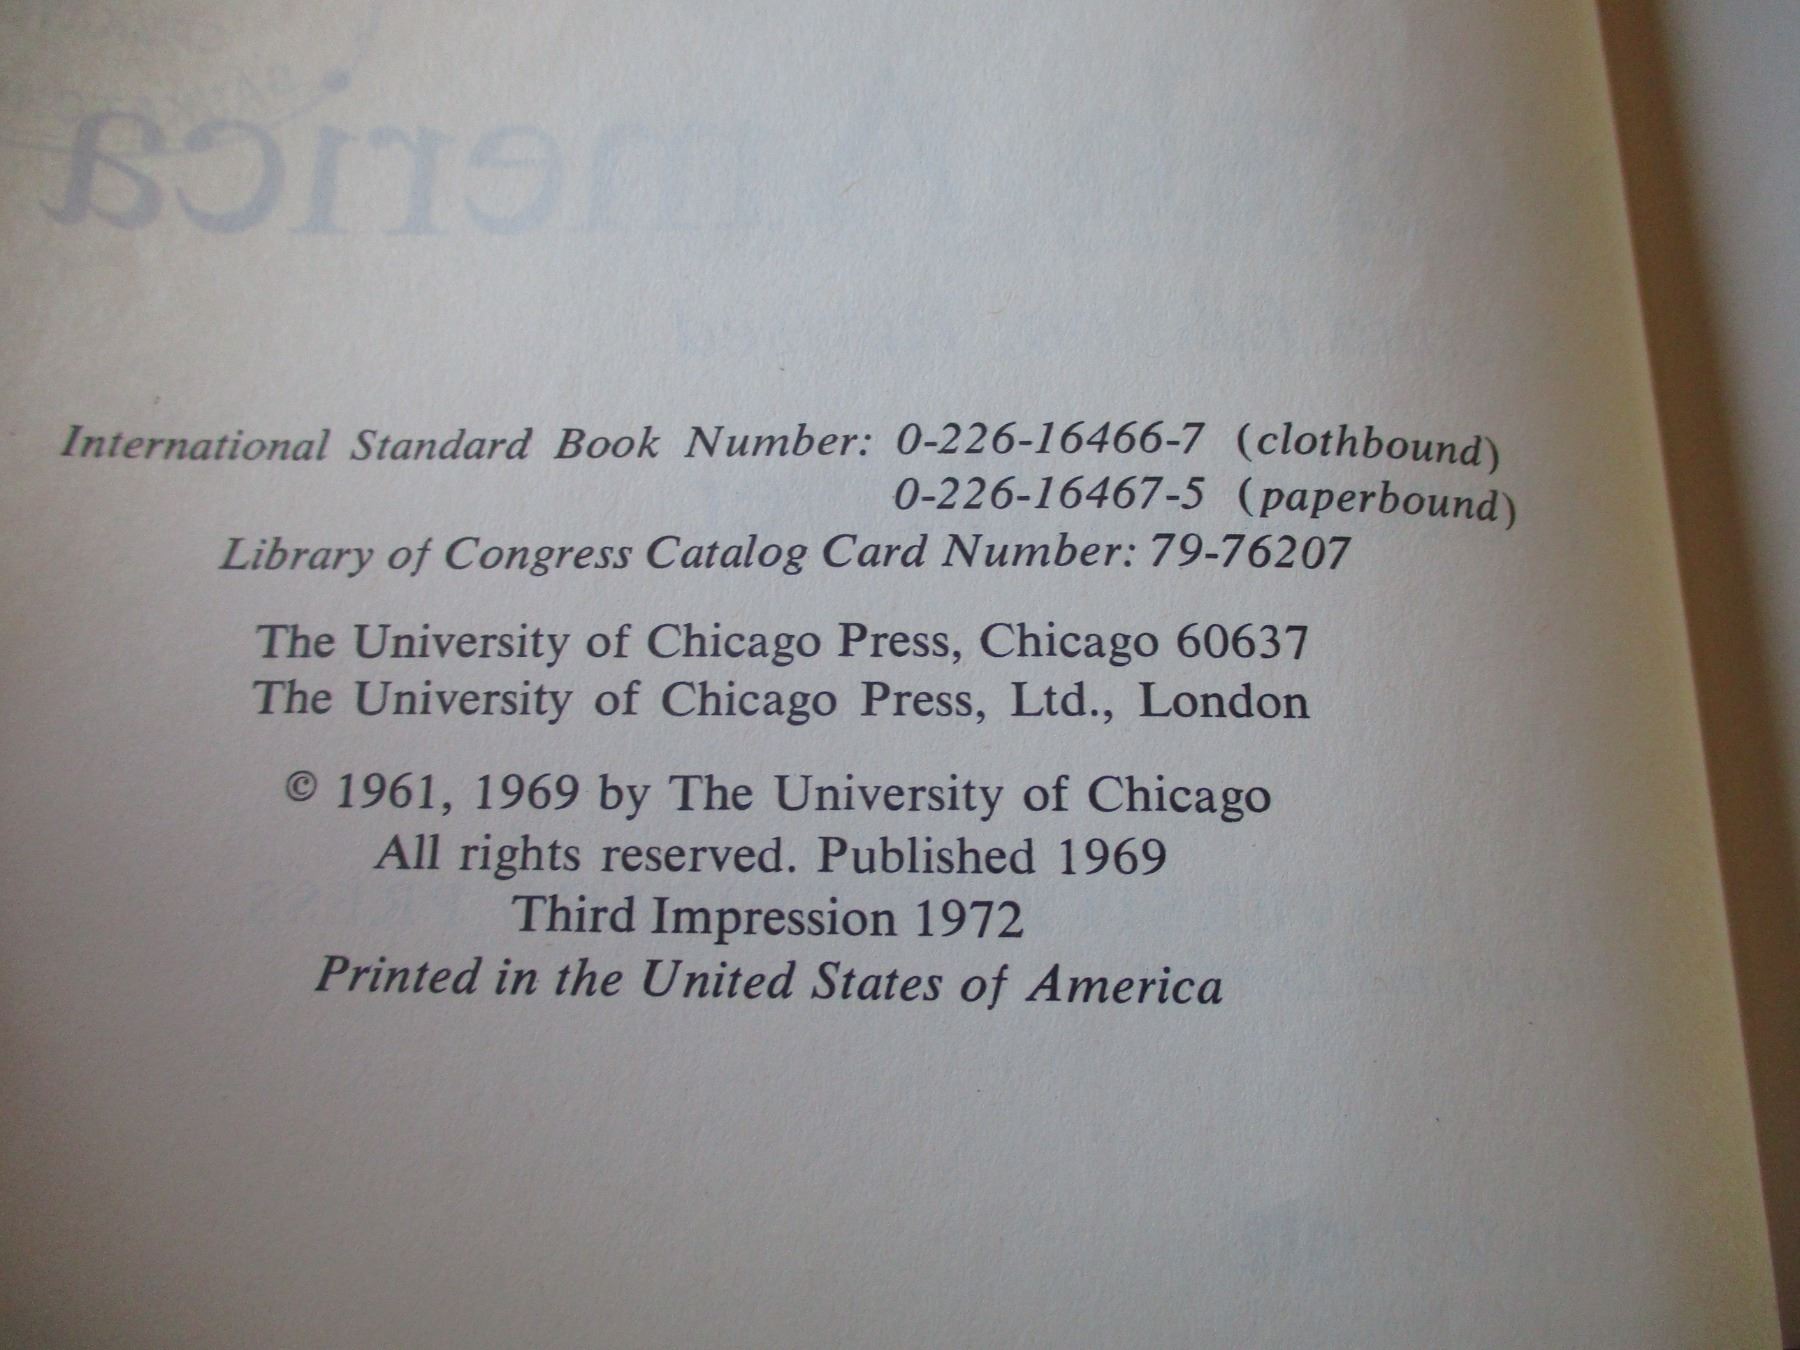 International Standard Book Number: 0-226-16466-7 (clothbound)
0-226-16467-5 (paperbound)
Library of Congress Catalog Card Number: 79-76207
The University of Chicago Press, Chicago 60637
The University of Chicago Press, Ltd., London
© 1961, 1969 by The University of Chicago
All rights reserved. Published 1969
Third Impression 1972
Printed in the United States of America